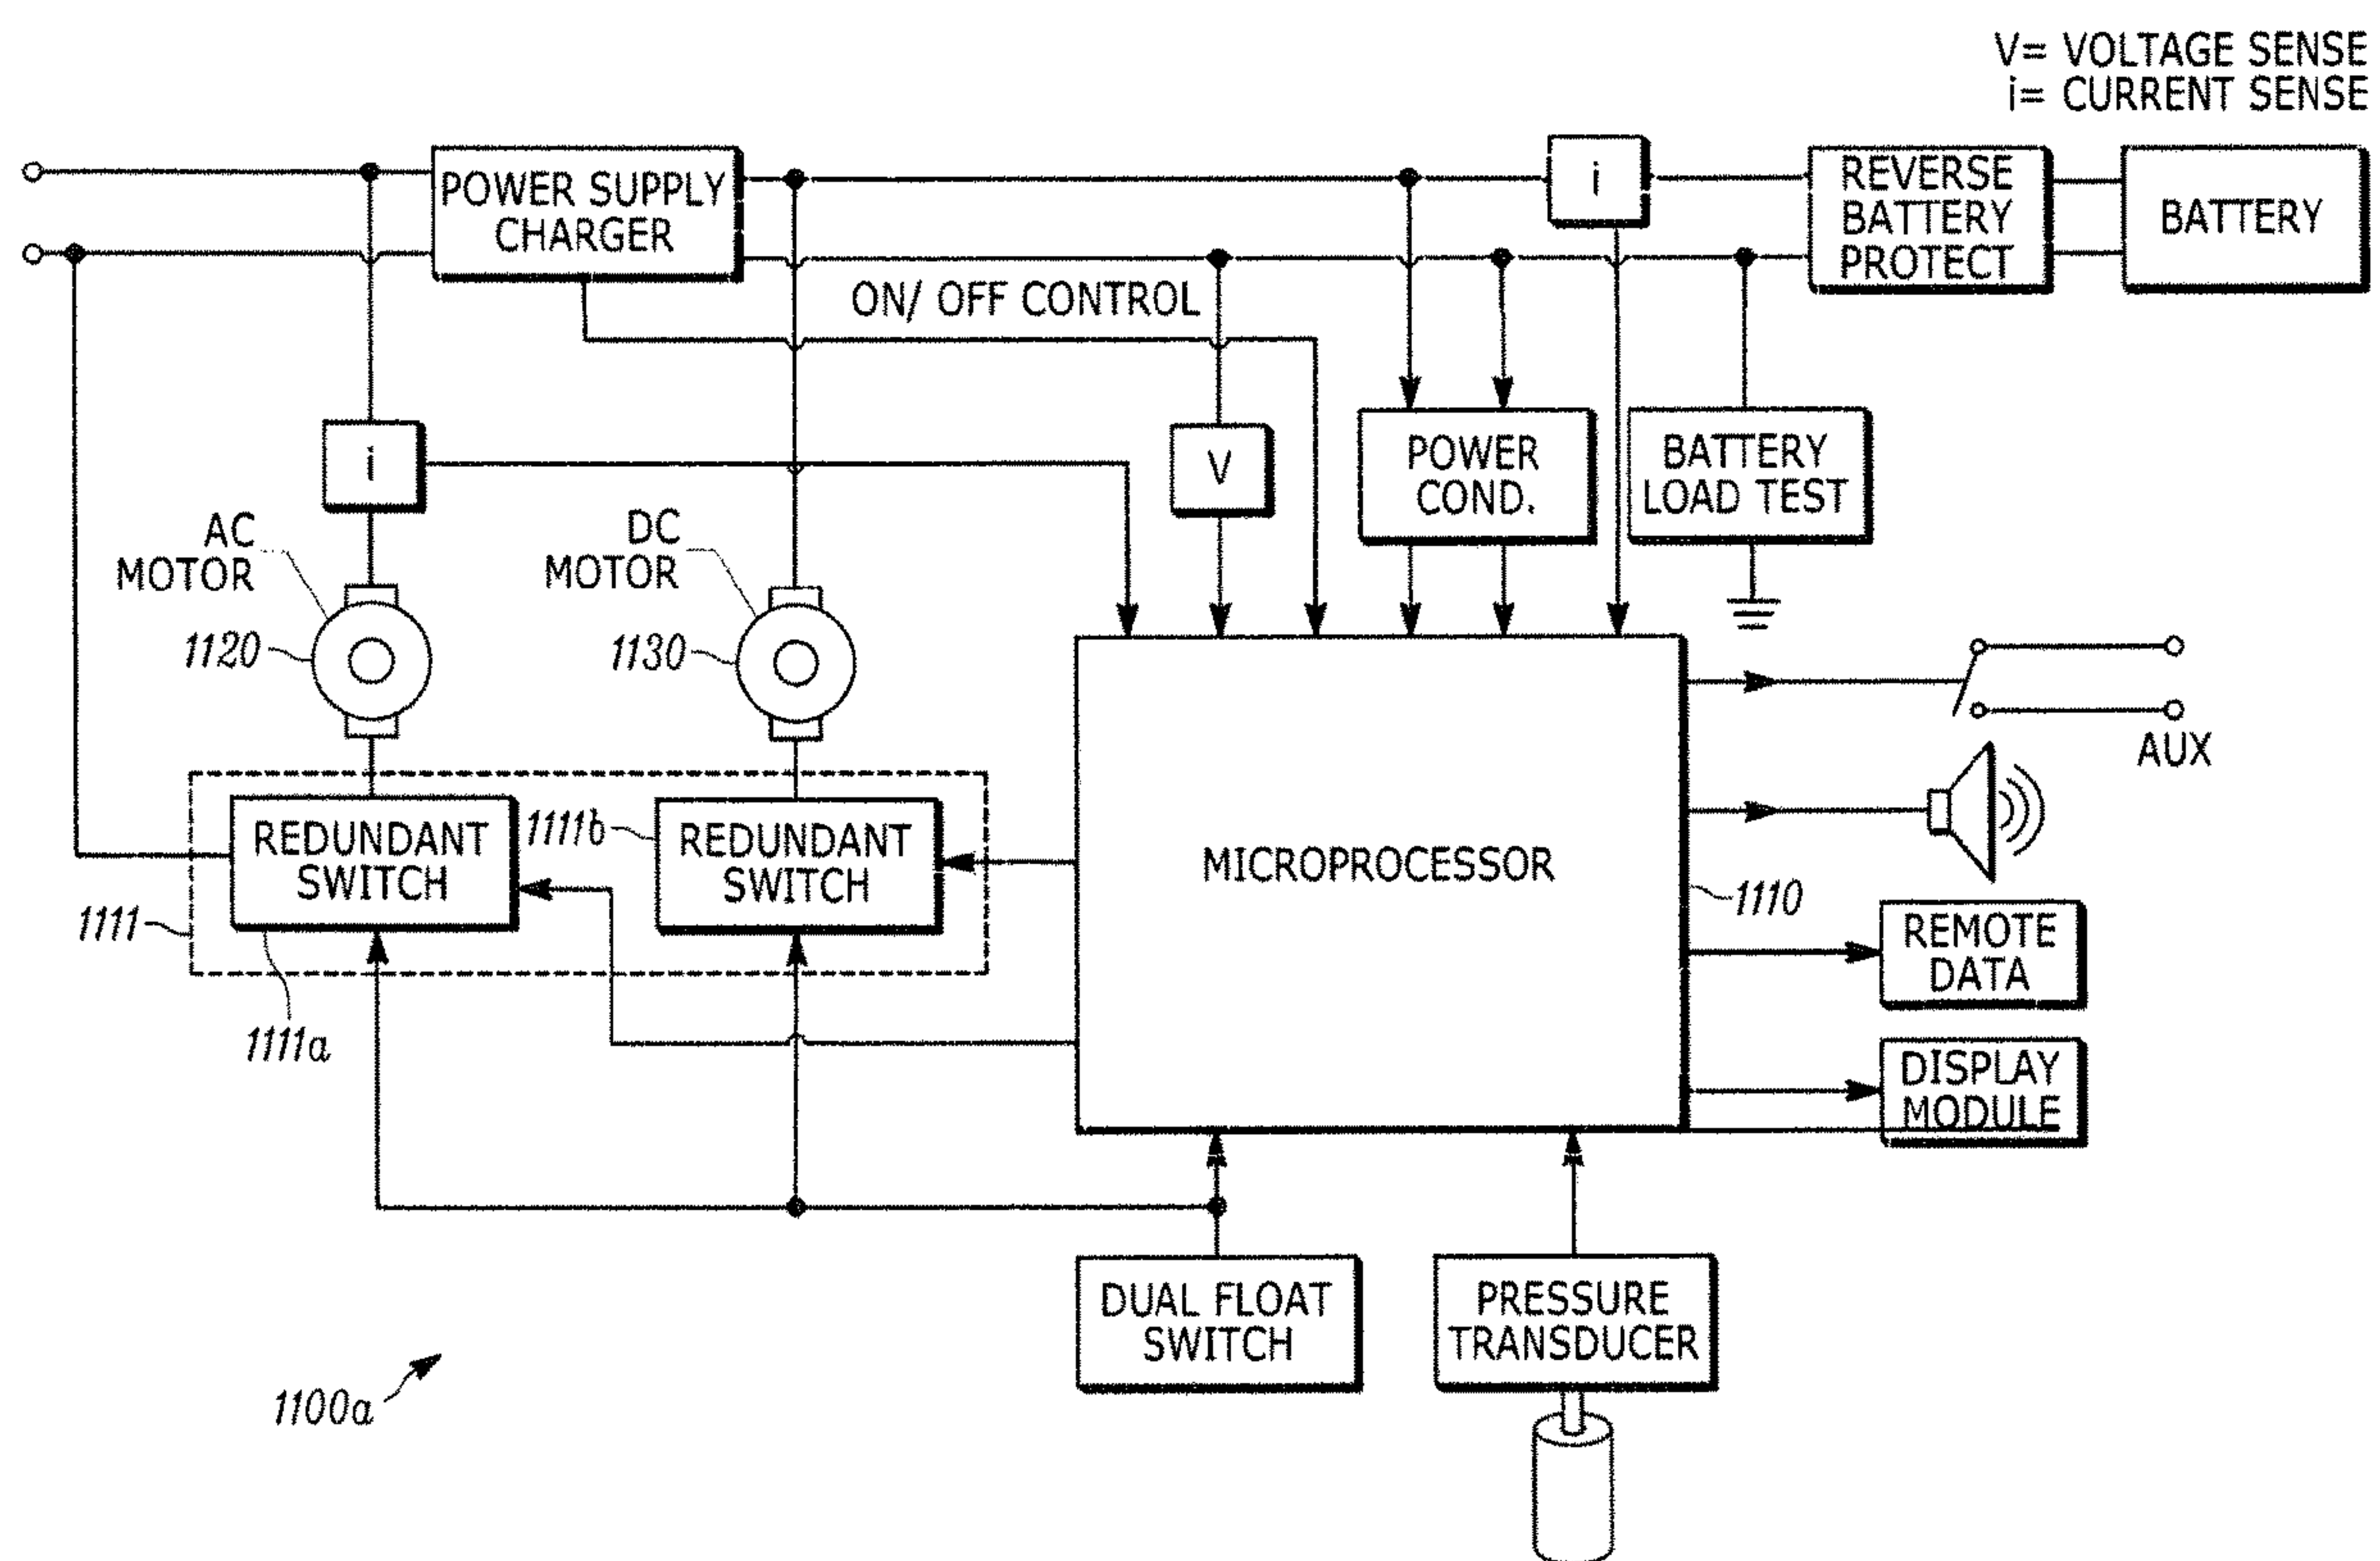 V= VOLTAGE SENSE
i= CURRENT SENSE
POWER SUPPLY
CHARGER
i
REVERSE
BATTERY
PROTECT
BATTERY
ON/ OFF CONTROL
i
V
POWER
COND.
BATTERY
LOAD TEST
AC
MOTOR
DC
MOTOR
1120
1130
AUX
REDUNDANT
SWITCH
1111b
REDUNDANT
SWITCH
MICROPROCESSOR
1110
1111
REMOTE
DATA
1111a
DISPLAY
MODULE
DUAL FLOAT
SWITCH
PRESSURE
TRANSDUCER
1100a